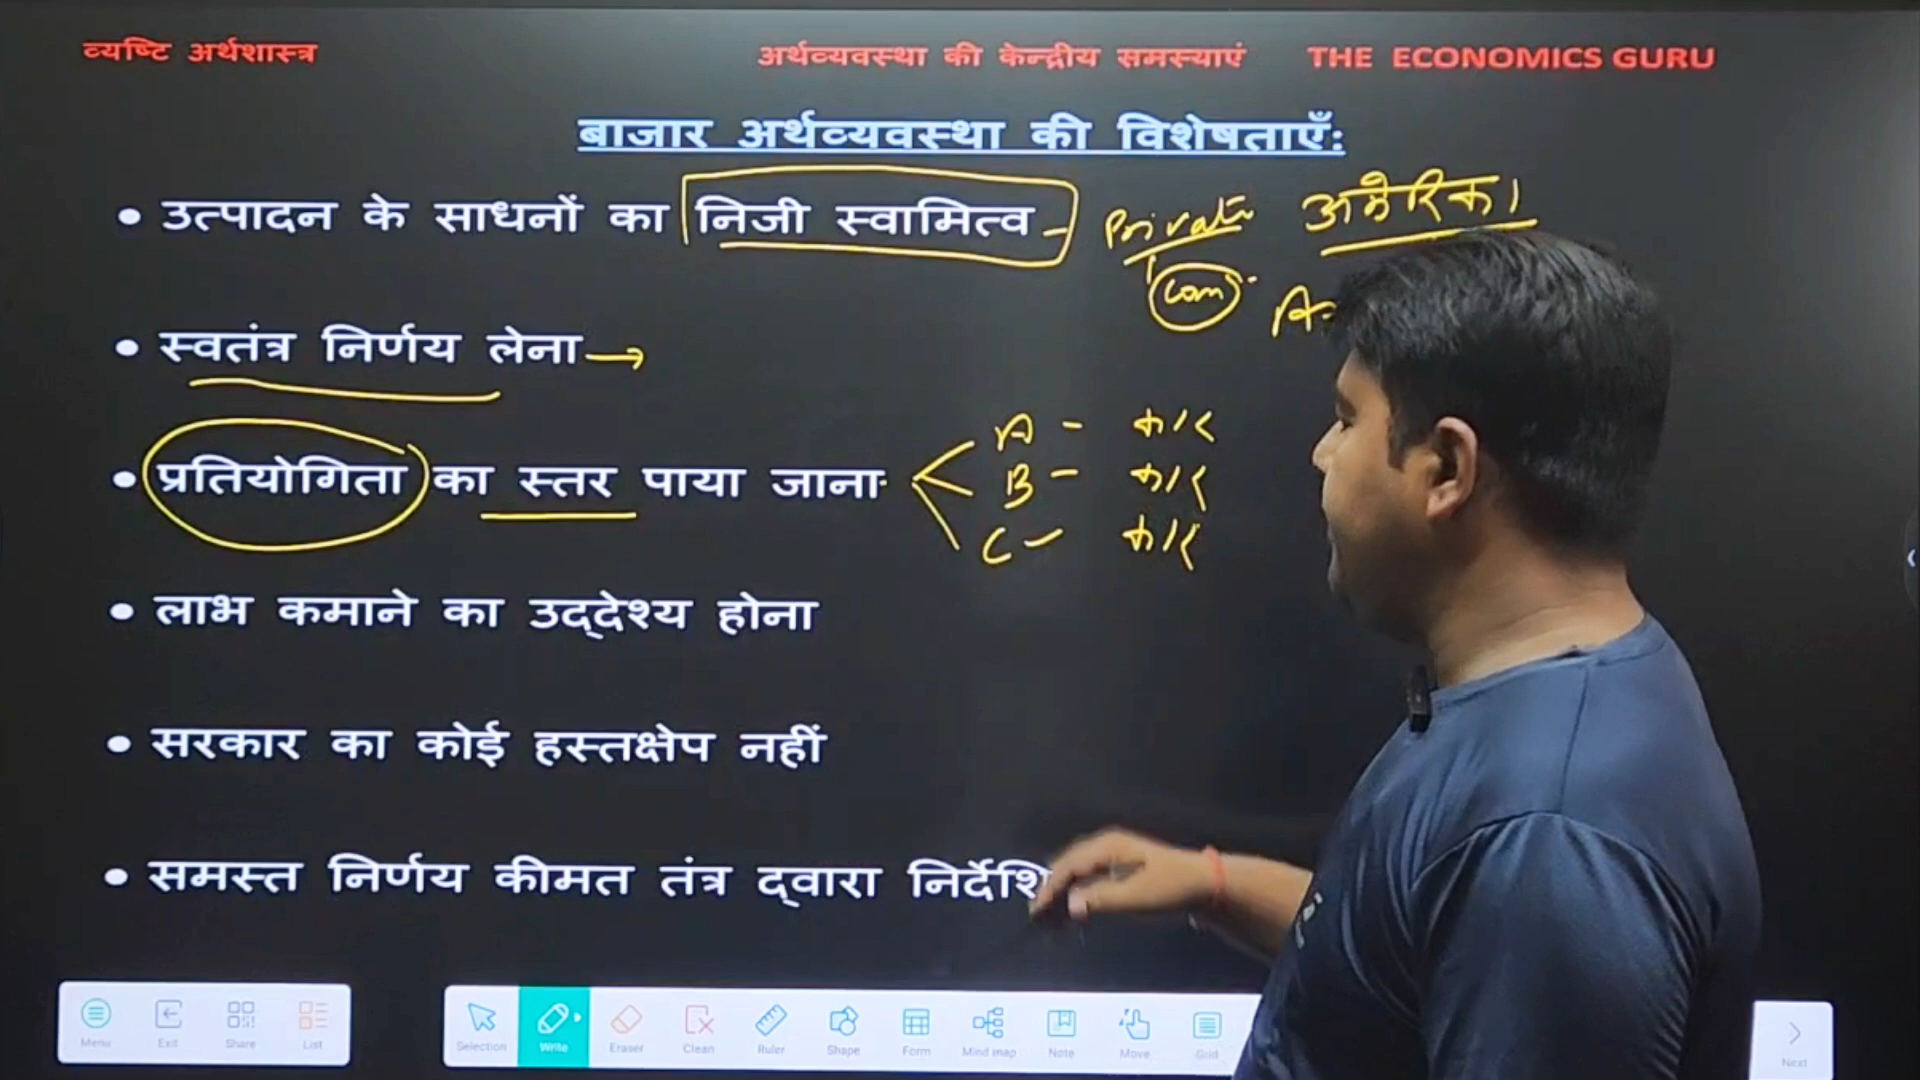 व्यष्टि अर्थशास्त्र
अर्थव्यवस्था की केन्द्रीय समस्याएं THE ECONOMICS GURU
बाजार अर्थव्यवस्था की विशेषताएँ:
• उत्पादन के साधनों का निजी स्वामित्व Private अमेरिका
com
A
• स्वतंत्र निर्णय लेना →
A - कार
• प्रतियोगिता का स्तर पाया जाना B - कार
C - कार
• लाभ कमाने का उद्देश्य होना
• सरकार का कोई हस्तक्षेप नहीं
• समस्त निर्णय कीमत तंत्र द्वारा
Menu Exit Share List Selection Write Eraser Clean Ruler Shape Form Mind map Note Move Grid Next